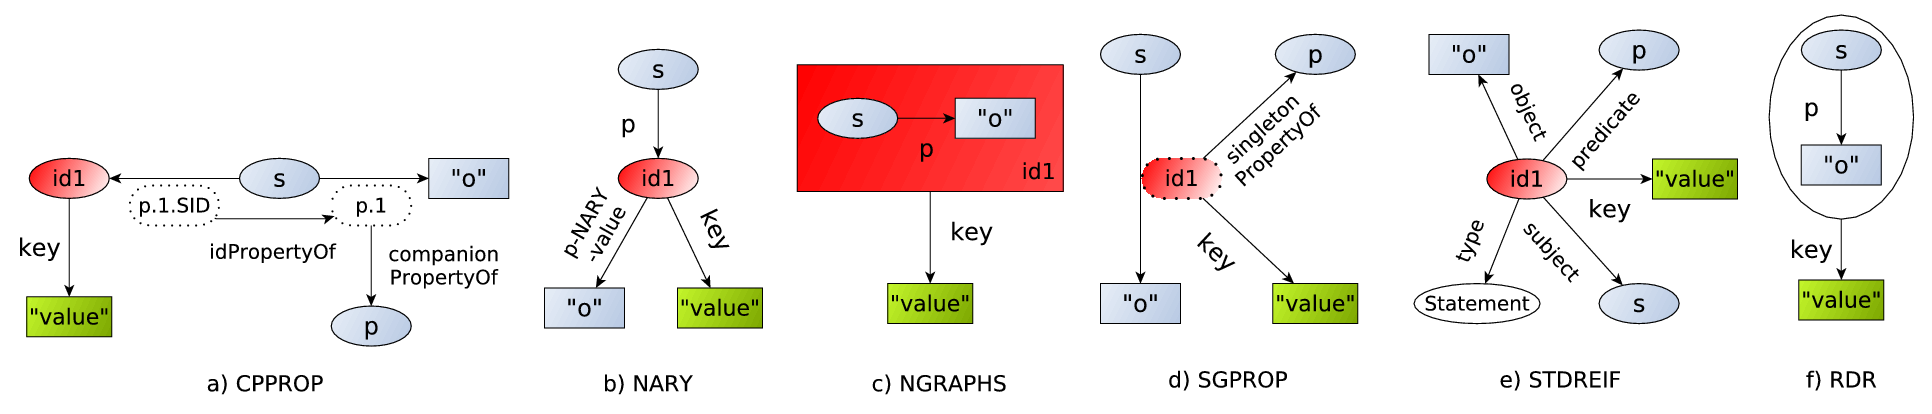 id1
s
"o"
p.1.SID
p.1
idPropertyOf
key
companion
PropertyOf
"value"
p
a) CPPROP
s
p
id1
p-NARY
-value
key
"o"
"value"
b) NARY
s
"o"
p
id1
key
"value"
c) NGRAPHS
s
p
singleton
PropertyOf
id1
key
"o"
"value"
d) SGPROP
"o"
p
object
predicate
id1
"value"
key
type
subject
Statement
s
e) STDREIF
s
p
"o"
key
"value"
f) RDR